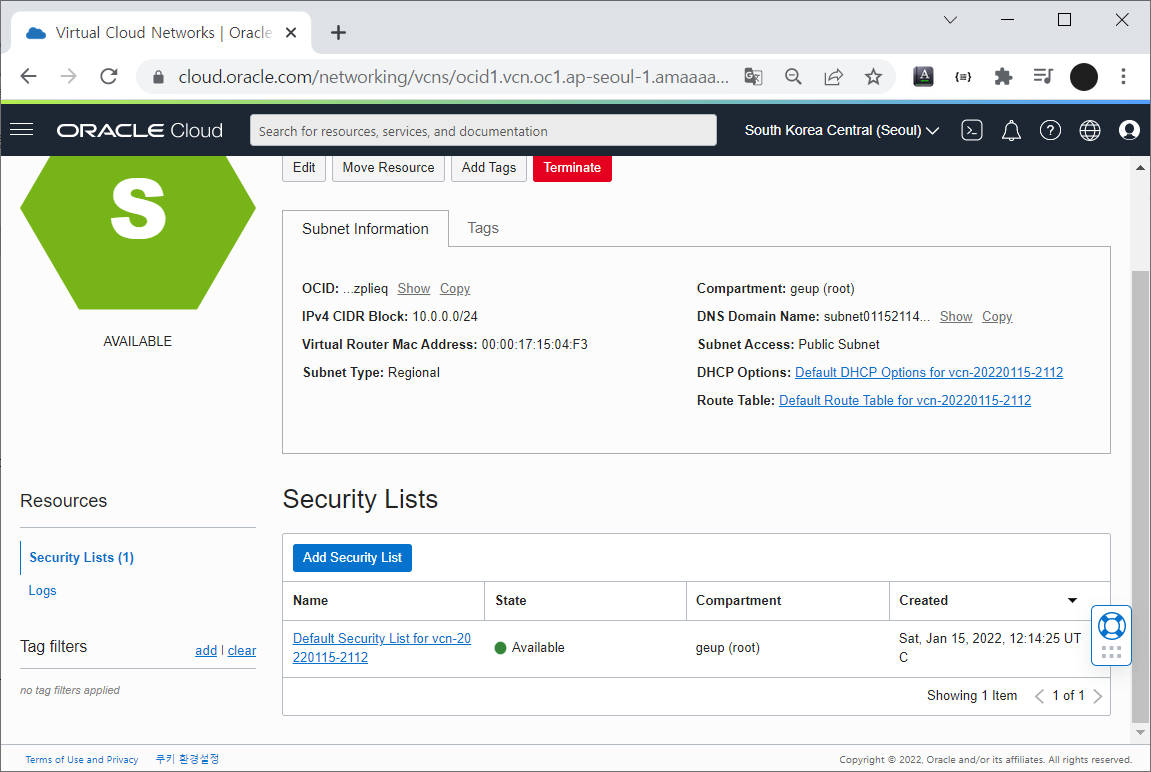 Virtual Cloud Networks | Oracle
cloud.oracle.com/networking/vcns/ocid1.vcn.oc1.ap-seoul-1.amaaaa...
ORACLE Cloud
Search for resources, services, and documentation
South Korea Central (Seoul)
S
AVAILABLE
Edit
Move Resource
Add Tags
Terminate
Subnet Information
Tags
OCID: ...zplieq Show Copy
IPv4 CIDR Block: 10.0.0.0/24
Virtual Router Mac Address: 00:00:17:15:04:F3
Subnet Type: Regional
Compartment: geup (root)
DNS Domain Name: subnet01152114... Show Copy
Subnet Access: Public Subnet
DHCP Options: Default DHCP Options for vcn-20220115-2112
Route Table: Default Route Table for vcn-20220115-2112
Resources
Security Lists (1)
Logs
Tag filters add | clear
no tag filters applied
Security Lists
Add Security List
Name State Compartment Created
Default Security List for vcn-20
220115-2112
Available
geup (root)
Sat, Jan 15, 2022, 12:14:25 UT
C
Showing 1 Item 1 of 1
Terms of Use and Privacy 쿠키 환경설정
Copyright © 2022, Oracle and/or its affiliates. All rights reserved.